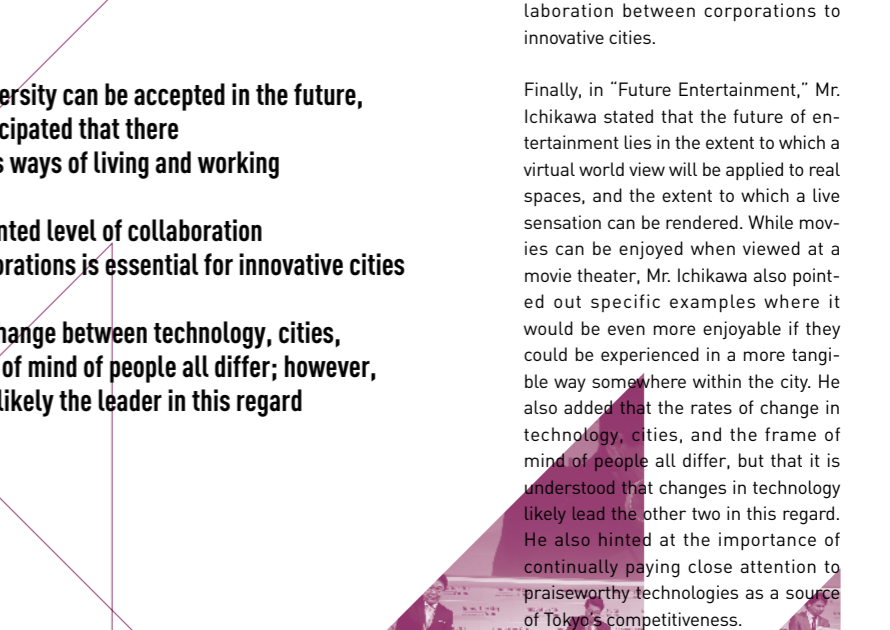 ersity can be accepted in the future,
cipated that there
s ways of living and working
nted level of collaboration
orations is essential for innovative cities
hange between technology, cities,
of mind of people all differ; however,
likely the leader in this regard
laboration between corporations to
innovative cities.
Finally, in “Future Entertainment,” Mr.
Ichikawa stated that the future of en-
tertainment lies in the extent to which a
virtual world view will be applied to real
spaces, and the extent to which a live
sensation can be rendered. While mov-
ies can be enjoyed when viewed at a
movie theater, Mr. Ichikawa also point-
ed out specific examples where it
would be even more enjoyable if they
could be experienced in a more tangi-
ble way somewhere within the city. He
also added that the rates of change in
technology, cities, and the frame of
mind of people all differ, but that it is
understood that changes in technology
likely lead the other two in this regard.
He also hinted at the importance of
continually paying close attention to
praiseworthy technologies as a source
of Tokyo’s competitiveness.